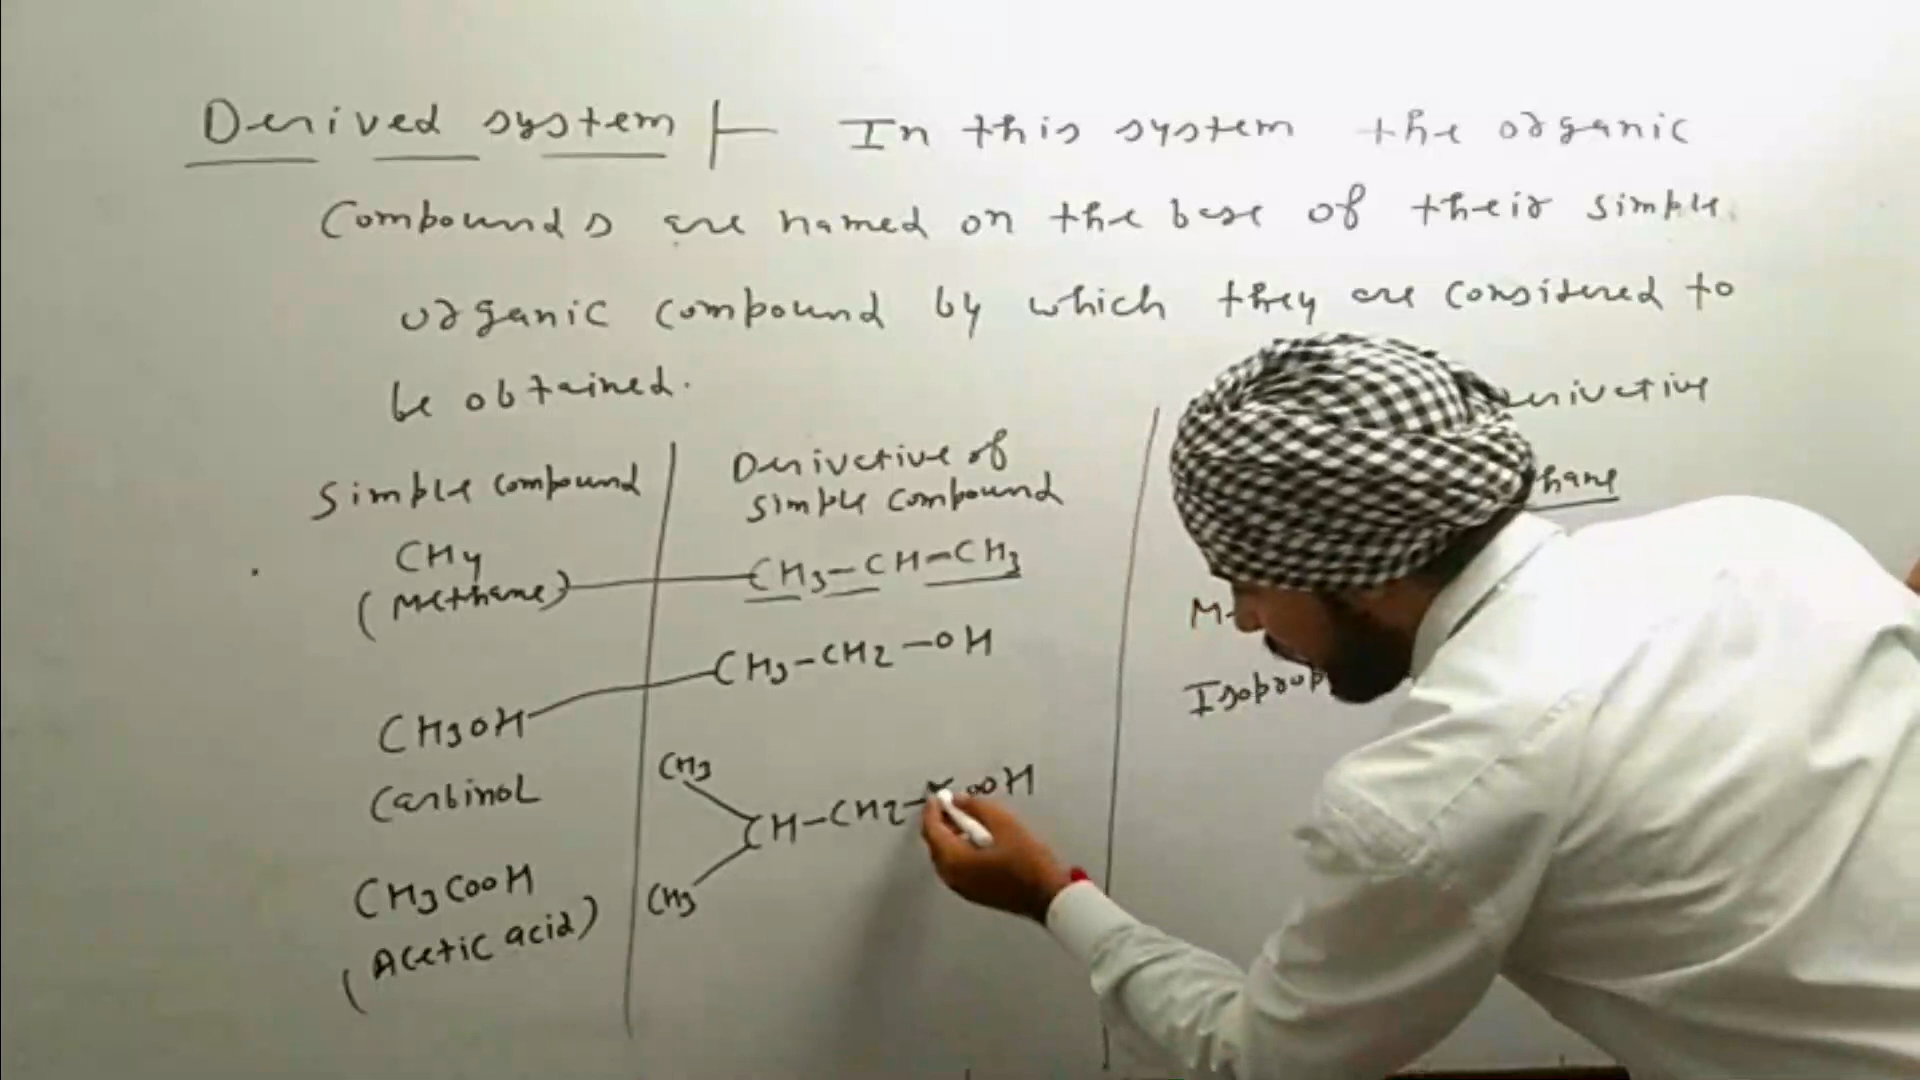 Derived system :- In this system the organic
compounds are named on the base of their simple
organic compound by which they are considered to
be obtained.
Simple compound
Derivative of
simple compound
CH4
(Methane)
CH3-CH-CH3
CH3-CH2-OH
CH3OH
Carbinol
CH3
CH-CH2-COOH
CH3
CH3COOH
(Acetic acid)